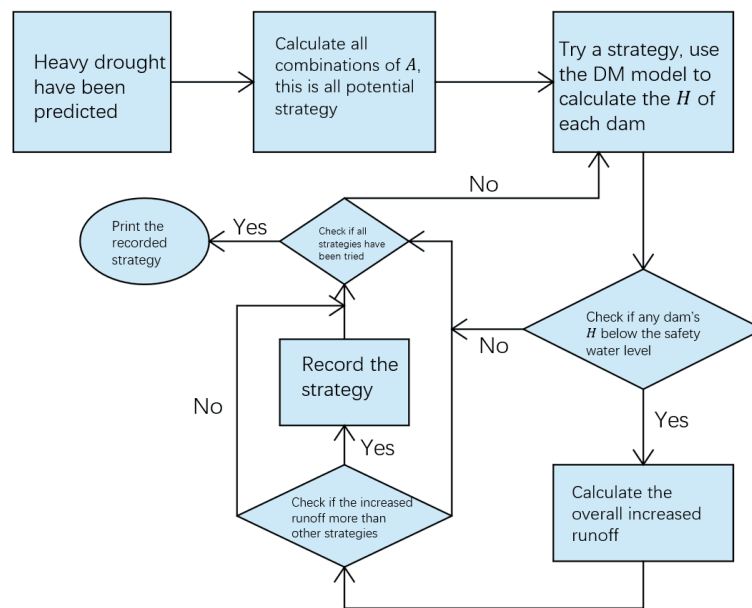 Heavy drought
have been
predicted
Calculate all
combinations of A,
this is all potential
strategy
Try a strategy, use
the DM model to
calculate the H of
each dam
No
Print the
recorded
strategy
Yes
Check if all
strategies have
been tried
Check if any dam's
H below the safety
water level
No
Record the
strategy
No
Yes
Yes
Check if the increased
runoff more than
other strategies
Calculate the
overall increased
runoff